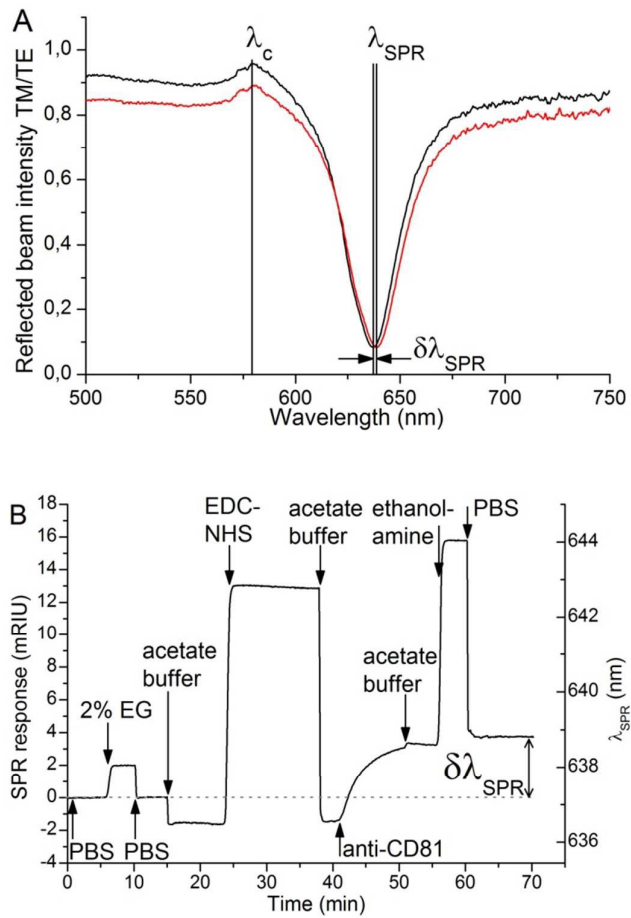 A
λc
λSPR
1,0
0,8
0,6
0,4
0,2
0,0
Reflected beam intensity TM/TE
δλSPR
500
550
600
650
700
750
Wavelength (nm)
B
18
16
14
12
10
8
6
4
2
0
-2
-4
SPR response (mRIU)
EDC-
NHS
acetate
buffer
ethanol-
amine
PBS
acetate
buffer
2% EG
acetate
buffer
δλSPR
PBS
PBS
anti-CD81
644
642
640
638
636
λSPR (nm)
0
10
20
30
40
50
60
70
Time (min)